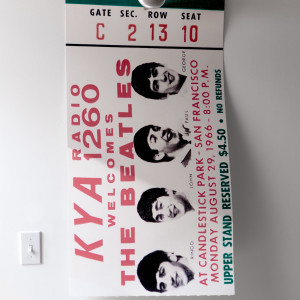 GATE SEC. ROW SEAT
C 2 13 10
KYA RADIO 1260
WELCOMES
THE BEATLES
RINGO JOHN PAUL GEORGE
AT CANDLESTICK PARK - SAN FRANCISCO
MONDAY AUGUST 29, 1966 - 8:00 P.M.
UPPER STAND RESERVED $4.50 • NO REFUNDS